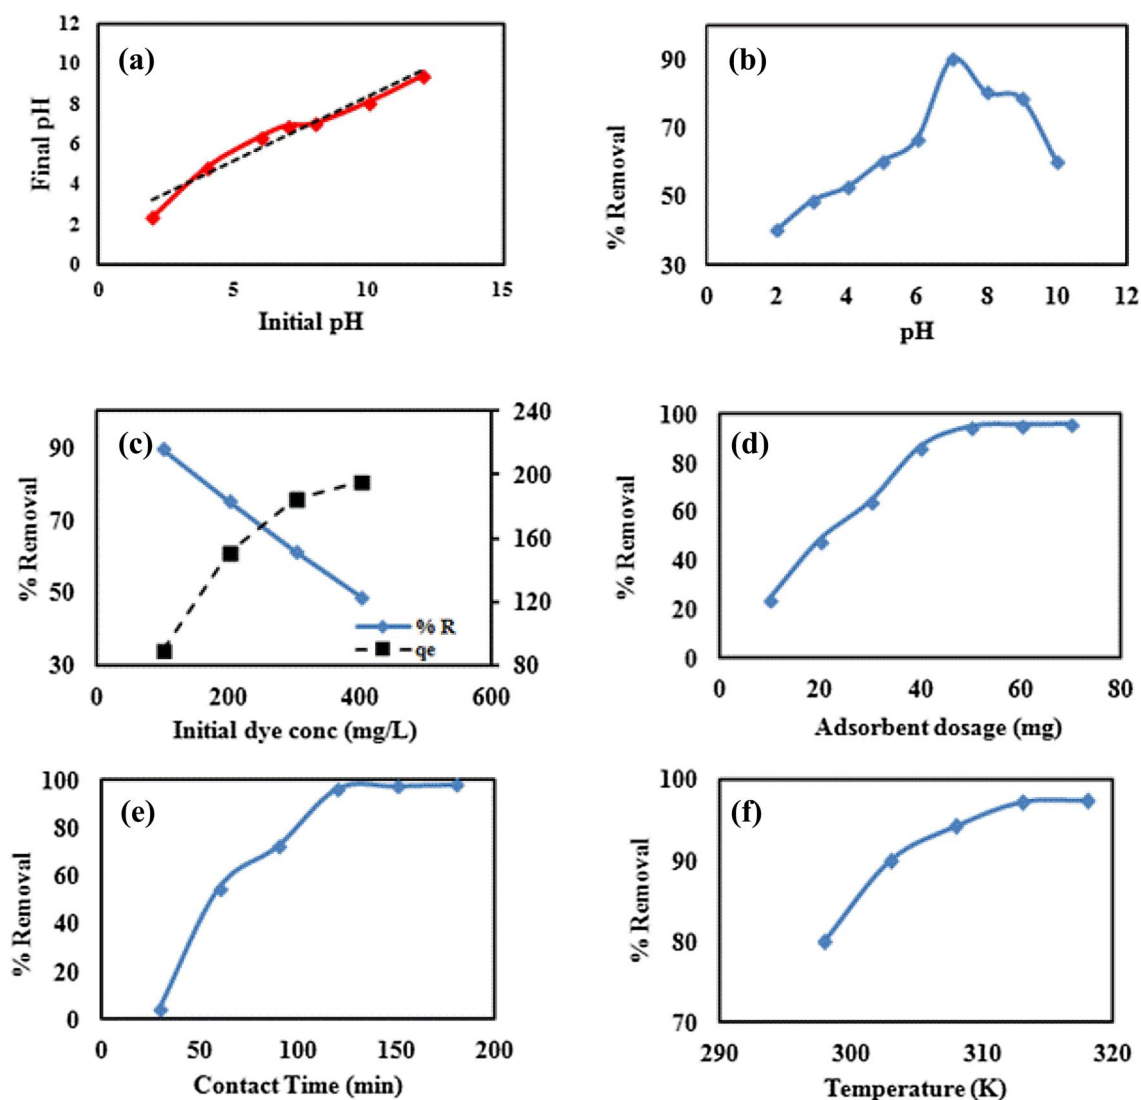 (a)
Final pH
12
10
8
6
4
2
0
0 5 10 15
Initial pH
(b)
% Removal
90
70
50
30
0 2 4 6 8 10 12
pH
(c)
% Removal
90
70
50
30
240
200
160
120
80
% R
qe
0 200 400 600
Initial dye conc (mg/L)
(d)
% Removal
100
80
60
40
20
0
0 20 40 60 80
Adsorbent dosage (mg)
(e)
% Removal
100
80
60
40
20
0
0 50 100 150 200
Contact Time (min)
(f)
% Removal
100
90
80
70
290 300 310 320
Temperature (K)